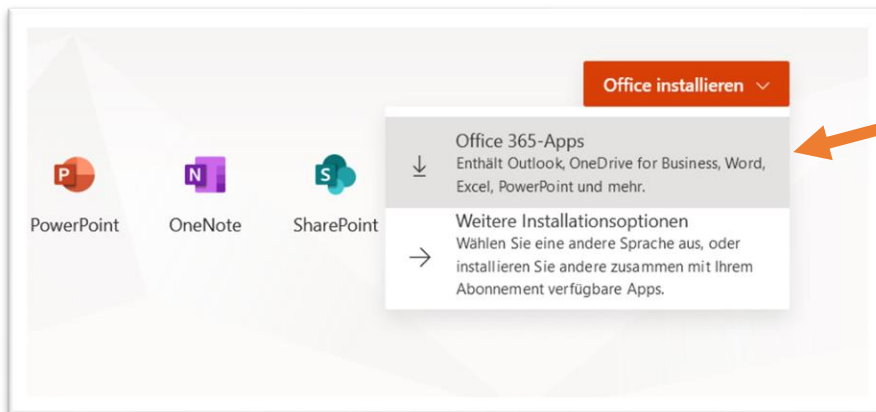 Office installieren
Office 365-Apps
Enthält Outlook, OneDrive for Business, Word,
Excel, PowerPoint und mehr.
P
N
S
PowerPoint
OneNote
SharePoint
Weitere Installationsoptionen
Wählen Sie eine andere Sprache aus, oder
installieren Sie andere zusammen mit Ihrem
Abonnement verfügbare Apps.